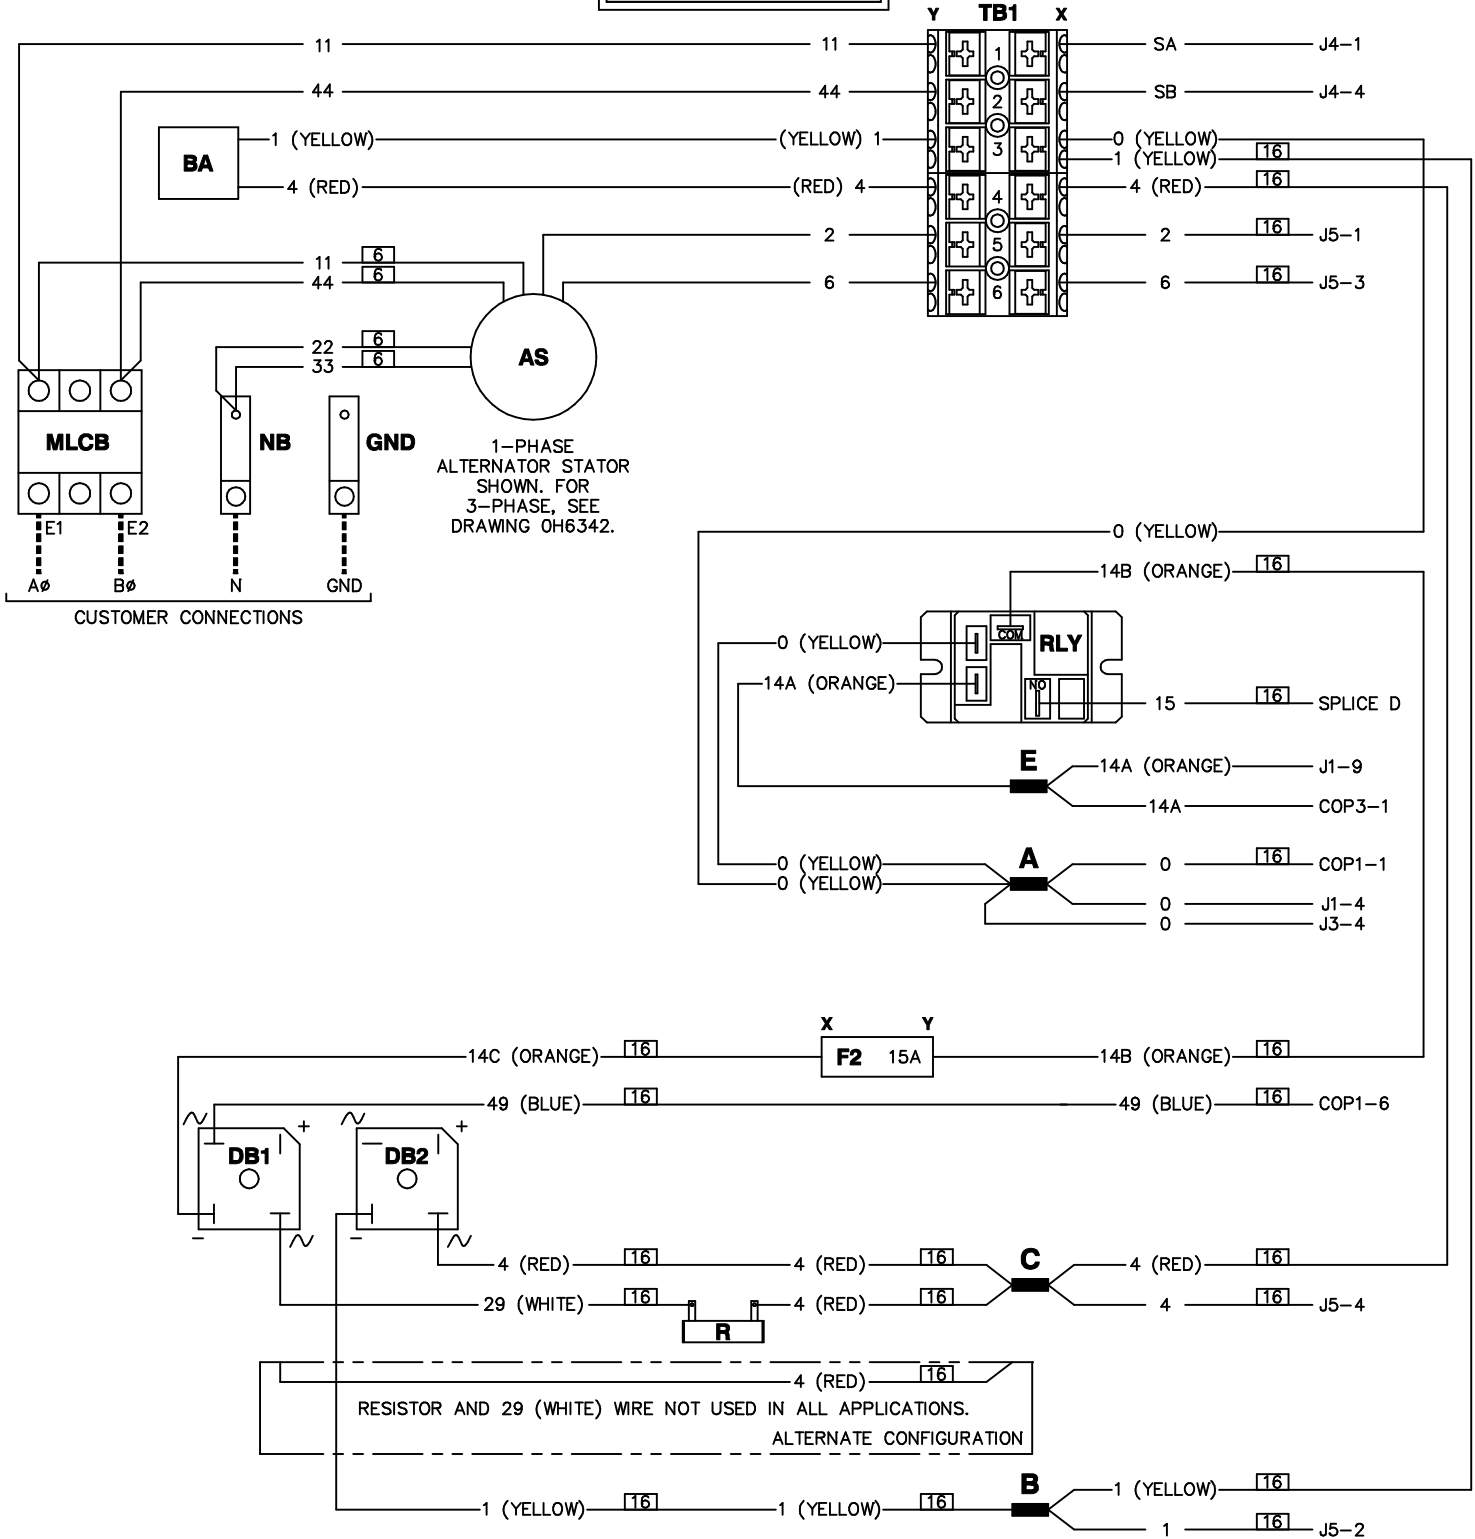 Y TB1 X
11 11 1 SA J4-1
44 44 2 SB J4-4
1 (YELLOW) (YELLOW) 1 3 0 (YELLOW)
BA 1 (YELLOW) 16
4 (RED) (RED) 4 4 4 (RED) 16
2 5 2 16 J5-1
11 6
44 6 6 6 6 16 J5-3
22 6
33 6
AS
MLCB NB GND
1-PHASE
ALTERNATOR STATOR
SHOWN. FOR
3-PHASE, SEE
DRAWING 0H6342.
E1 E2
0 (YELLOW)
14B (ORANGE) 16
AØ BØ N GND
CUSTOMER CONNECTIONS
COM
0 (YELLOW) RLY
14A (ORANGE) NO
15 16 SPLICE D
E 14A (ORANGE) J1-9
14A COP3-1
0 (YELLOW) A 0 16 COP1-1
0 (YELLOW)
0 J1-4
0 J3-4
X Y
14C (ORANGE) 16 F2 15A 14B (ORANGE) 16
49 (BLUE) 16 49 (BLUE) 16 COP1-6
+ +
DB1 DB2
- -
4 (RED) 16 4 (RED) 16 C 4 (RED) 16
29 (WHITE) 16 4 (RED) 16 4 16 J5-4
R
4 (RED) 16
RESISTOR AND 29 (WHITE) WIRE NOT USED IN ALL APPLICATIONS.
ALTERNATE CONFIGURATION
B 1 (YELLOW) 16
1 (YELLOW) 16 1 (YELLOW) 16
1 16 J5-2